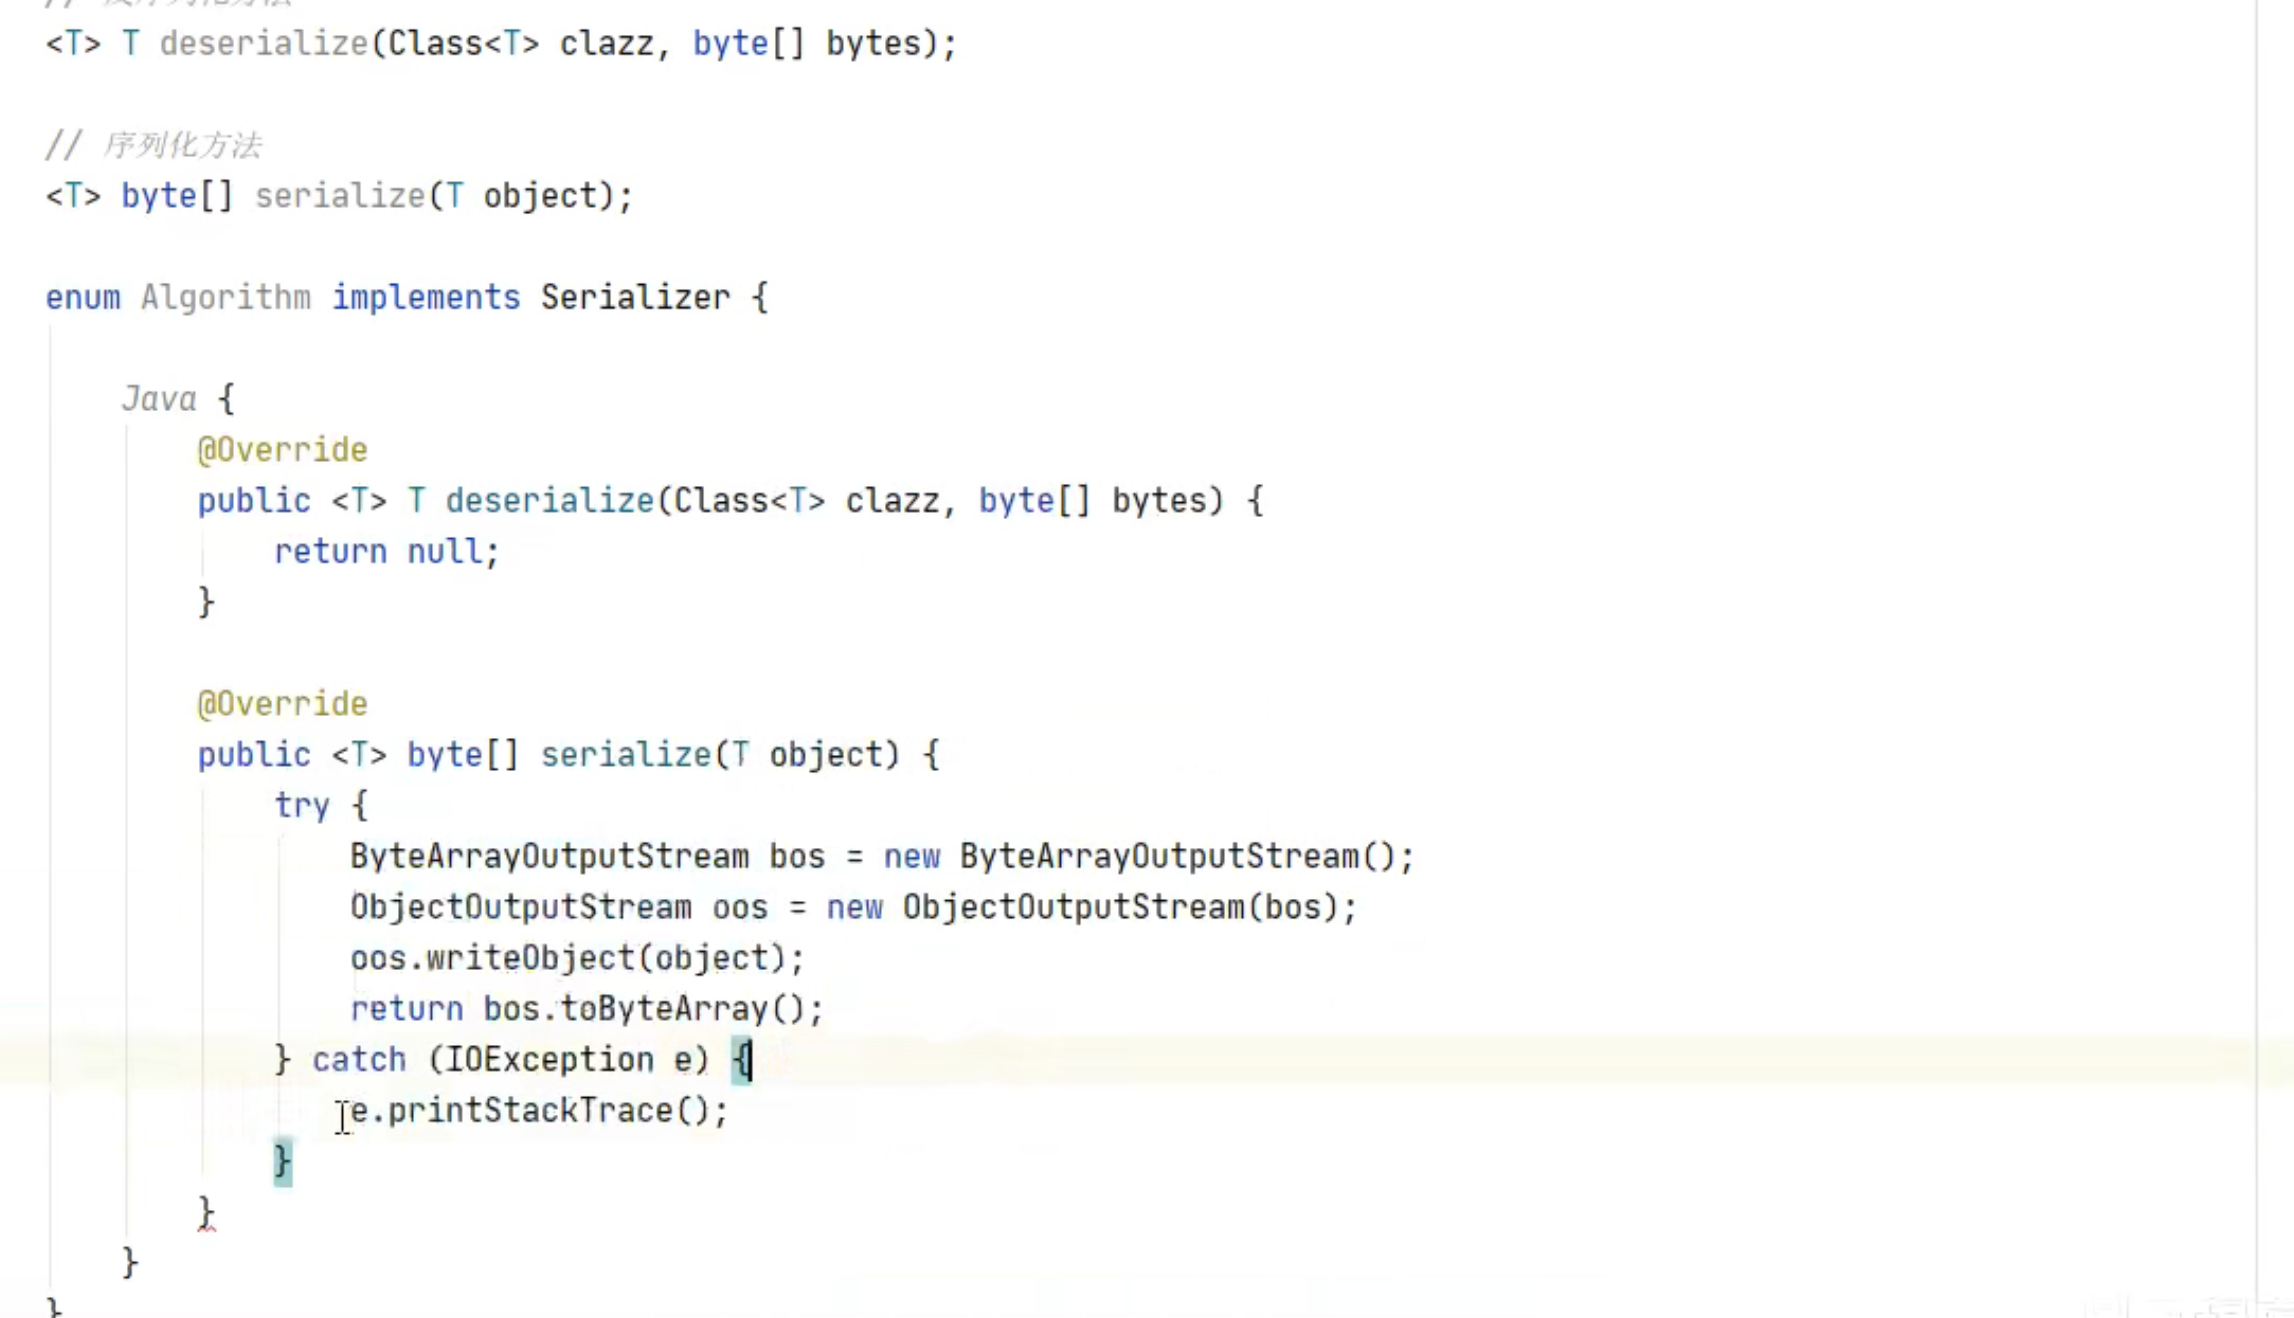 <T> T deserialize(Class<T> clazz, byte[] bytes);
// 序列化方法
<T> byte[] serialize(T object);
enum Algorithm implements Serializer {
Java {
@Override
public <T> T deserialize(Class<T> clazz, byte[] bytes) {
return null;
}
@Override
public <T> byte[] serialize(T object) {
try {
ByteArrayOutputStream bos = new ByteArrayOutputStream();
ObjectOutputStream oos = new ObjectOutputStream(bos);
oos.writeObject(object);
return bos.toByteArray();
} catch (IOException e) {
e.printStackTrace();
}
}
}
}